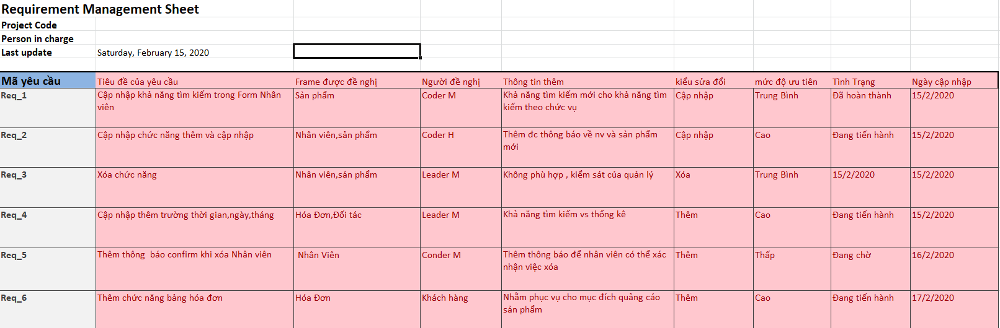 Requirement Management Sheet
Project Code
Person in charge
Last update Saturday, February 15, 2020
Mã yêu cầu Tiêu đề của yêu cầu Frame được đề nghị Người đề nghị Thông tin thêm kiểu sửa đổi mức độ ưu tiên Tình Trạng Ngày cập nhập
Req_1 Cập nhập khả năng tìm kiếm trong Form Nhân Sản phẩm Coder M Khả năng tìm kiếm mới cho khả năng tìm Cập nhập Trung Bình Đã hoàn thành 15/2/2020
viên kiếm theo chức vụ
Req_2 Cập nhập chức năng thêm và cập nhập Nhân viên,sản phẩm Coder H Thêm đc thông báo về nv và sản phẩm Cập nhập Cao Đang tiến hành 15/2/2020
mới
Req_3 Xóa chức năng Nhân viên,sản phẩm Leader M Không phù hợp , kiểm sát của quản lý Xóa Trung Bình 15/2/2020 15/2/2020
Req_4 Cập nhập thêm trường thời gian,ngày,tháng Hóa Đơn,Đối tác Leader M Khả năng tìm kiếm vs thống kê Thêm Cao Đang tiến hành 15/2/2020
Req_5 Thêm thông  báo confirm khi xóa Nhân viên Nhân Viên Conder M Thêm thông báo để nhân viên có thể xác Thêm Thấp Đang chờ 16/2/2020
nhận việc xóa
Req_6 Thêm chức năng bảng hóa đơn Hóa Đơn Khách hàng Nhằm phục vụ cho mục đích quảng cáo Thêm Cao Đang tiến hành 17/2/2020
sản phẩm